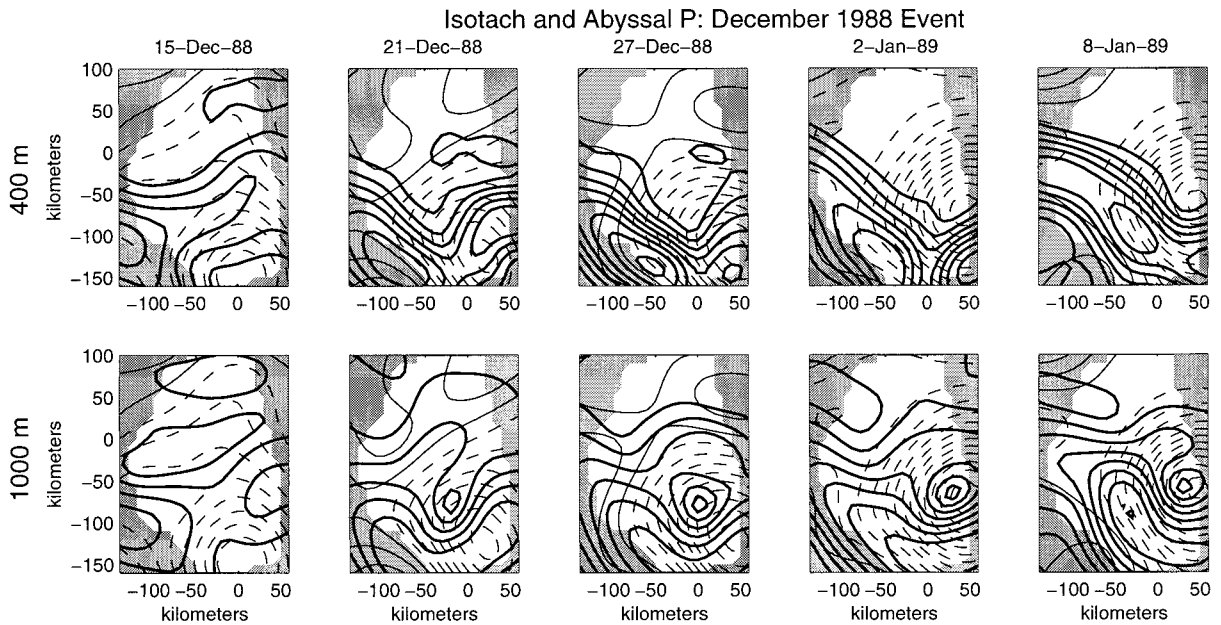 Isotach and Abyssal P: December 1988 Event
15–Dec–88 21–Dec–88 27–Dec–88 2–Jan–89 8–Jan–89
400 m
kilometers
100
50
0
−50
−100
−150
−100 −50 0 50 −100 −50 0 50 −100 −50 0 50 −100 −50 0 50 −100 −50 0 50
1000 m
kilometers
100
50
0
−50
−100
−150
−100 −50 0 50 −100 −50 0 50 −100 −50 0 50 −100 −50 0 50 −100 −50 0 50
kilometers kilometers kilometers kilometers kilometers